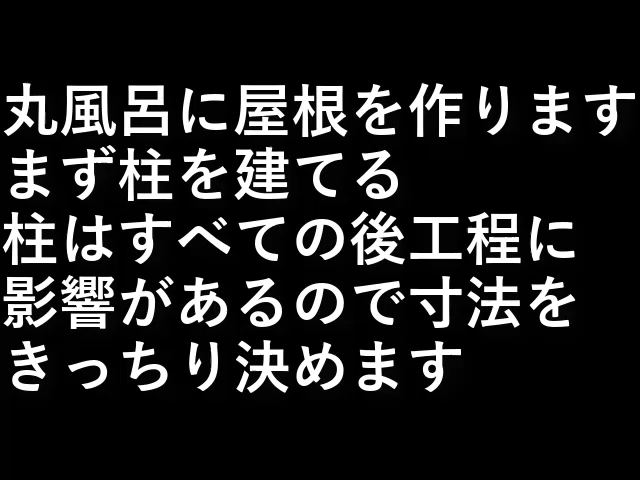 丸風呂に屋根を作ります
まず柱を建てる
柱はすべての後工程に
影響があるので寸法を
きっちり決めます